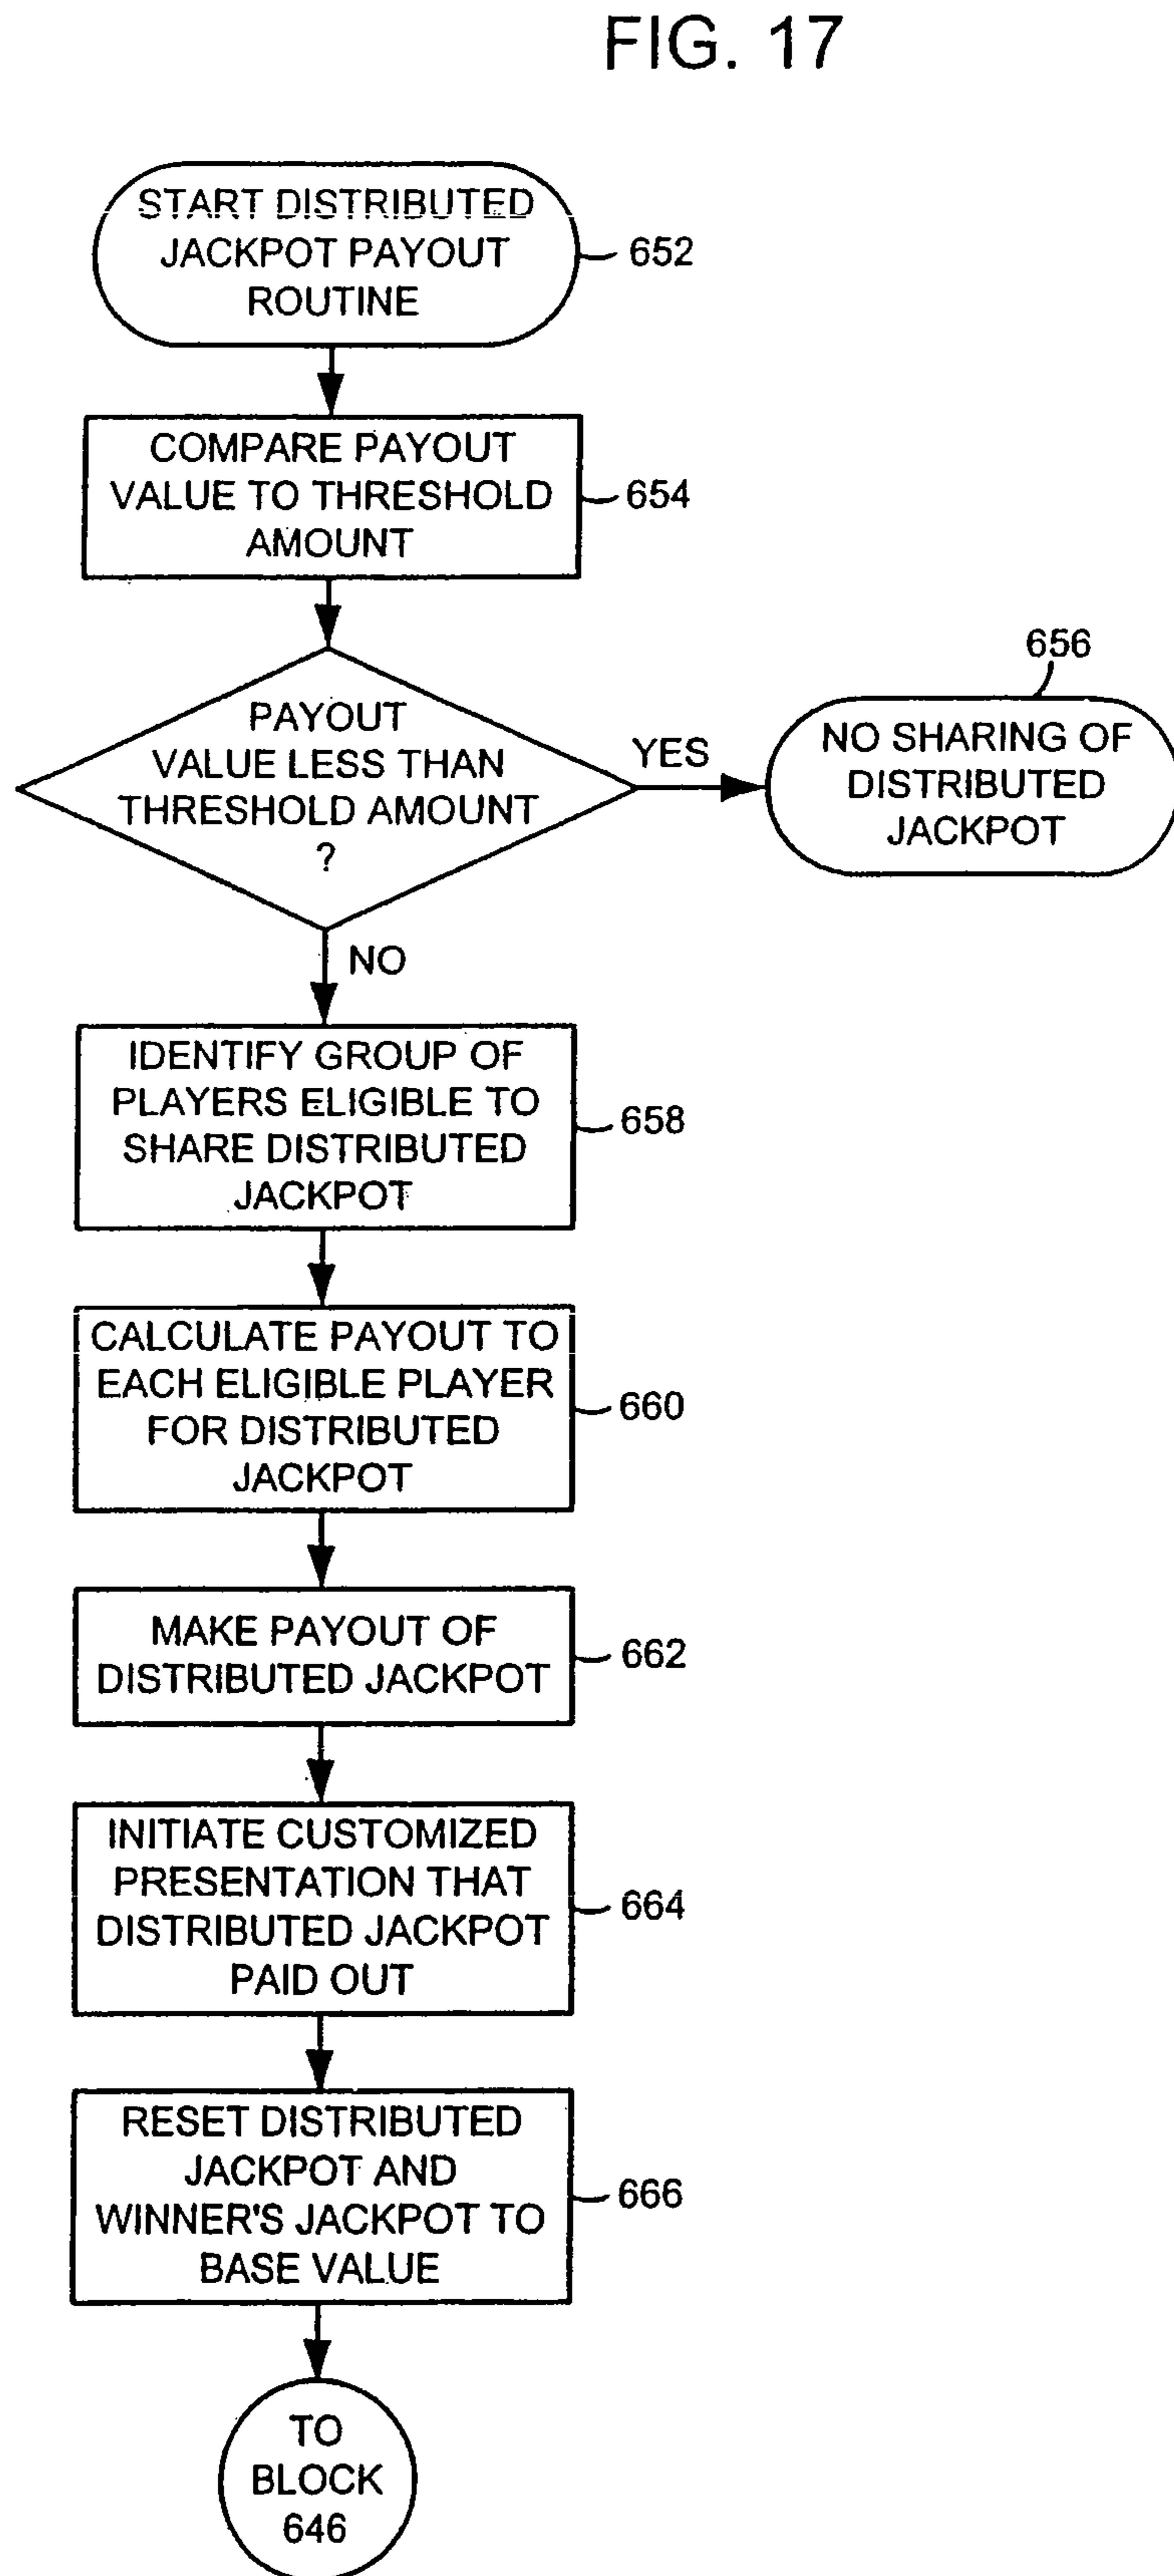 FIG. 17
START DISTRIBUTED
JACKPOT PAYOUT
ROUTINE
652
COMPARE PAYOUT
VALUE TO THRESHOLD
AMOUNT
654
PAYOUT
VALUE LESS THAN
THRESHOLD AMOUNT
?
YES
656
NO SHARING OF
DISTRIBUTED
JACKPOT
NO
IDENTIFY GROUP OF
PLAYERS ELIGIBLE TO
SHARE DISTRIBUTED
JACKPOT
658
CALCULATE PAYOUT TO
EACH ELIGIBLE PLAYER
FOR DISTRIBUTED
JACKPOT
660
MAKE PAYOUT OF
DISTRIBUTED JACKPOT
662
INITIATE CUSTOMIZED
PRESENTATION THAT
DISTRIBUTED JACKPOT
PAID OUT
664
RESET DISTRIBUTED
JACKPOT AND
WINNER'S JACKPOT TO
BASE VALUE
666
TO
BLOCK
646